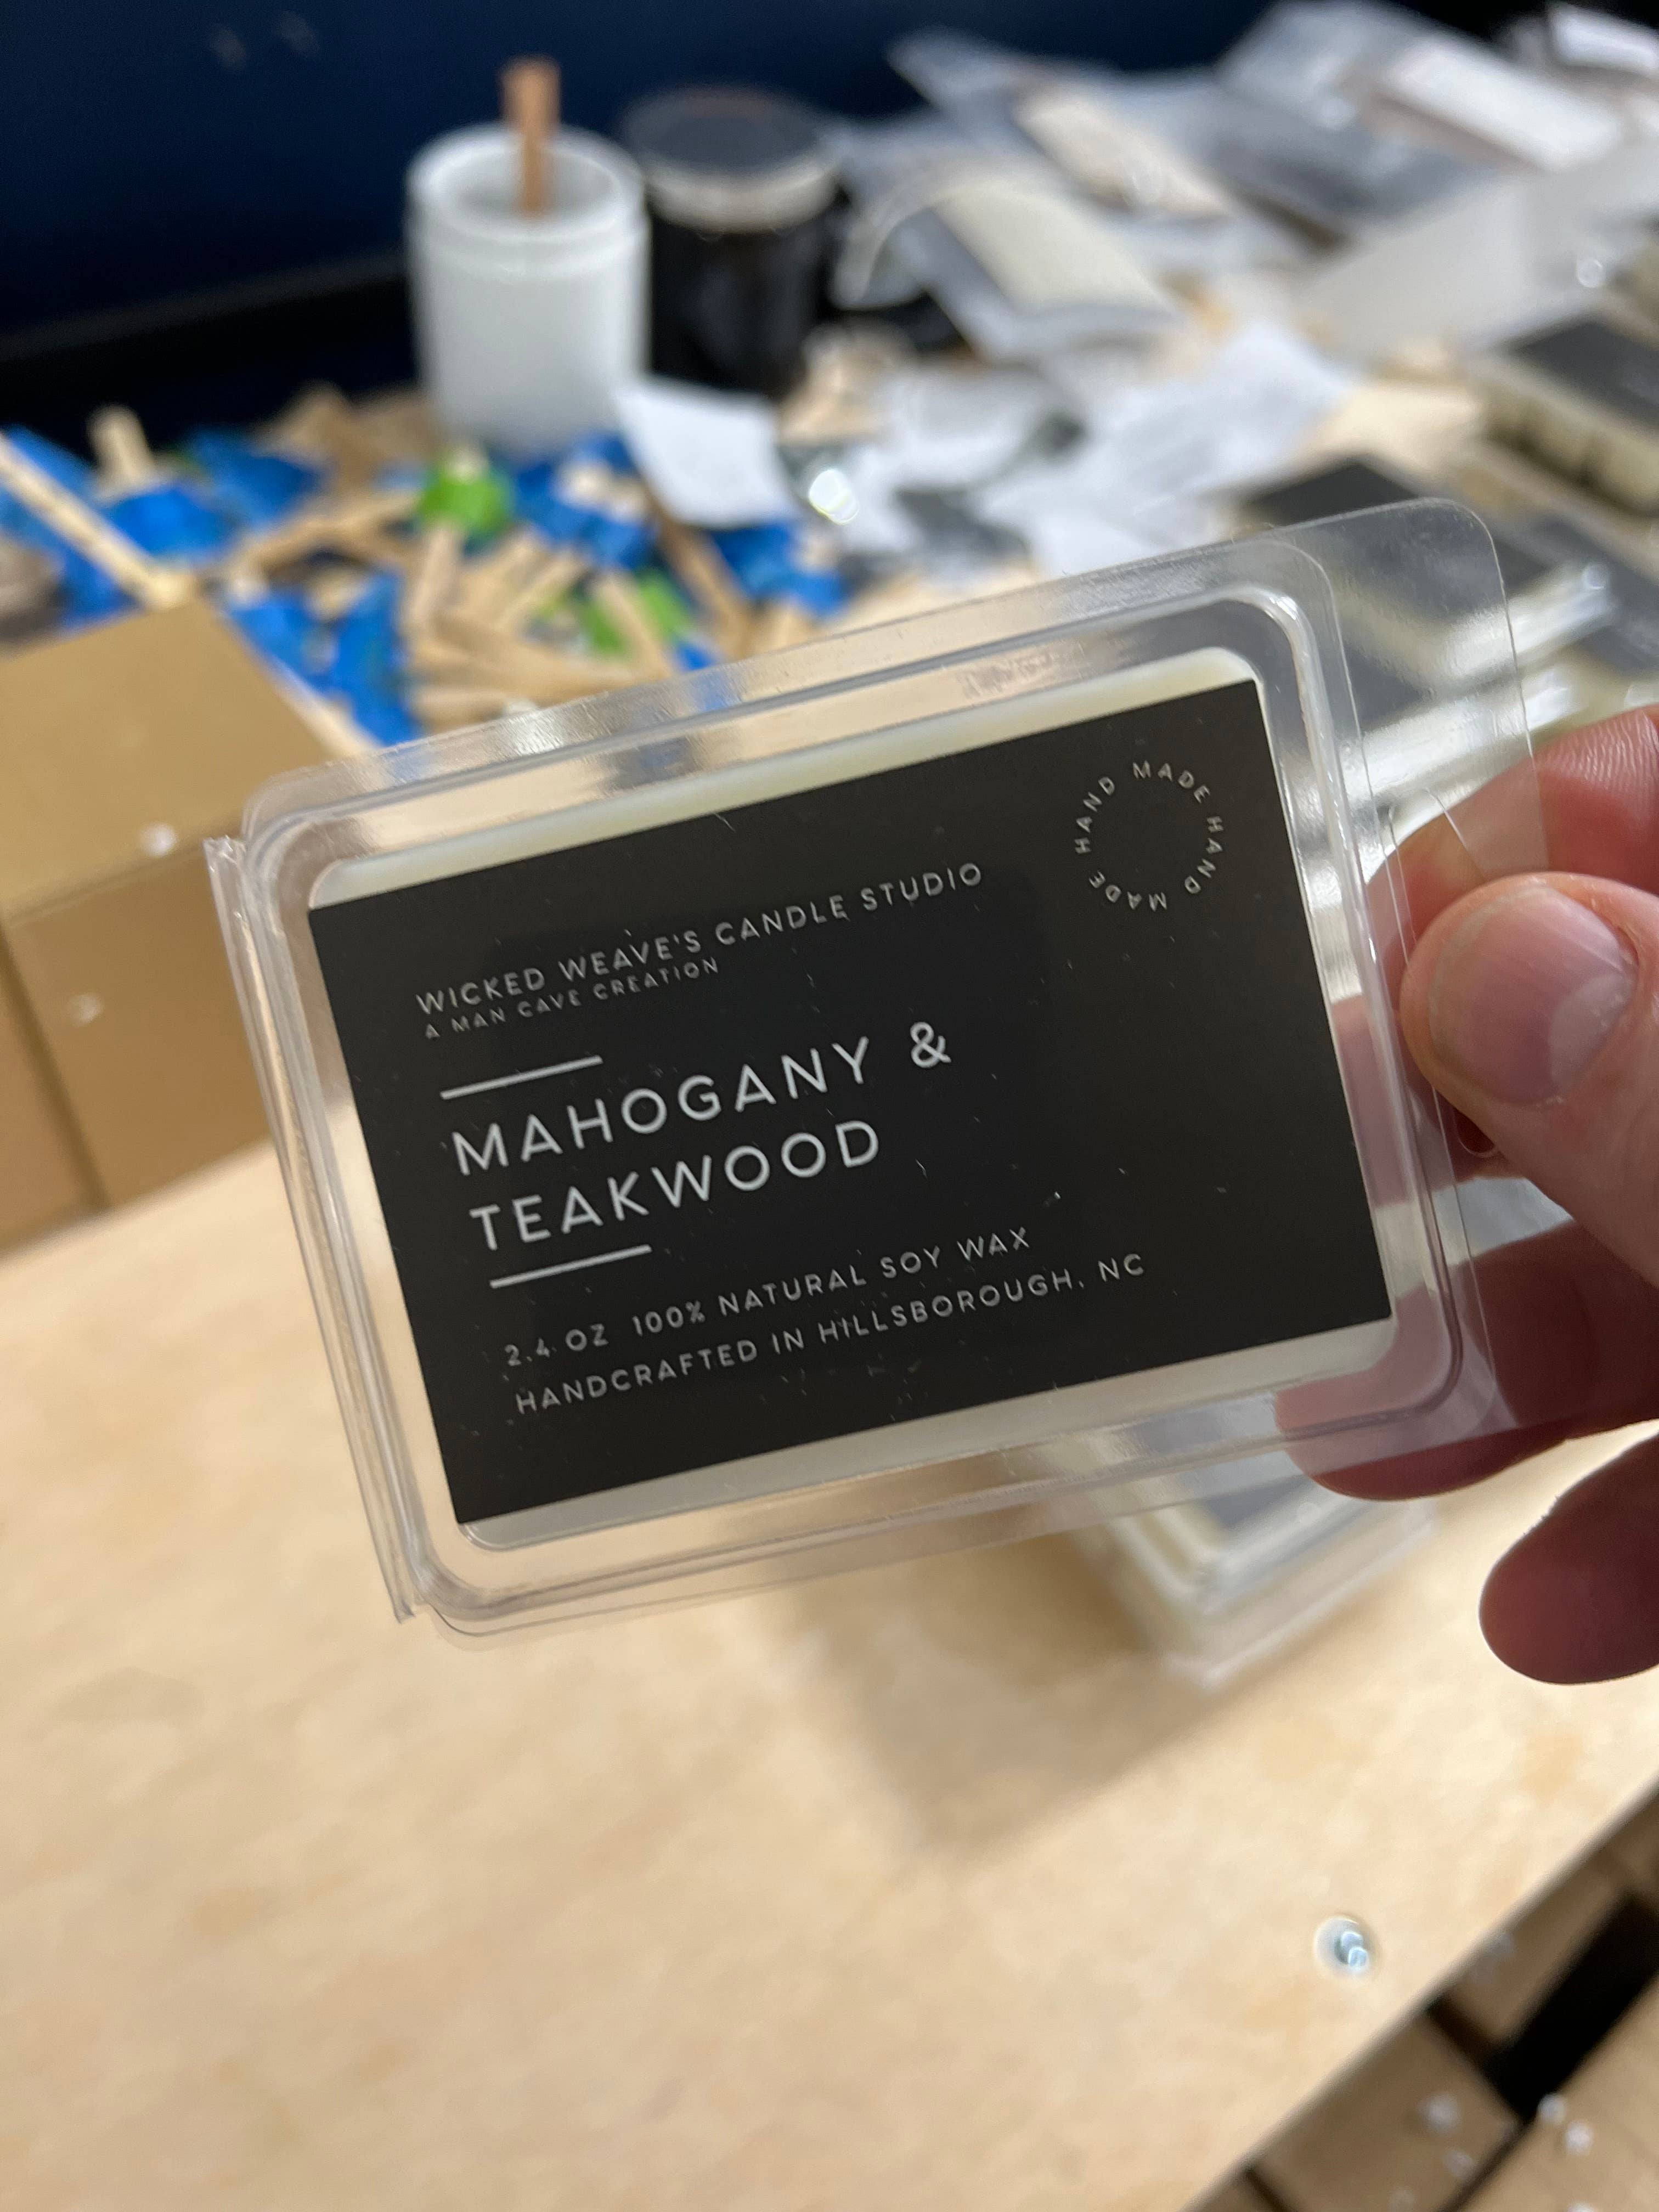 WICKED WEAVE'S CANDLE STUDIO
A MAN CAVE CREATION
HAND MADE HAND MADE
MAHOGANY &
TEAKWOOD
2.4 OZ 100% NATURAL SOY WAX
HANDCRAFTED IN HILLSBOROUGH, NC